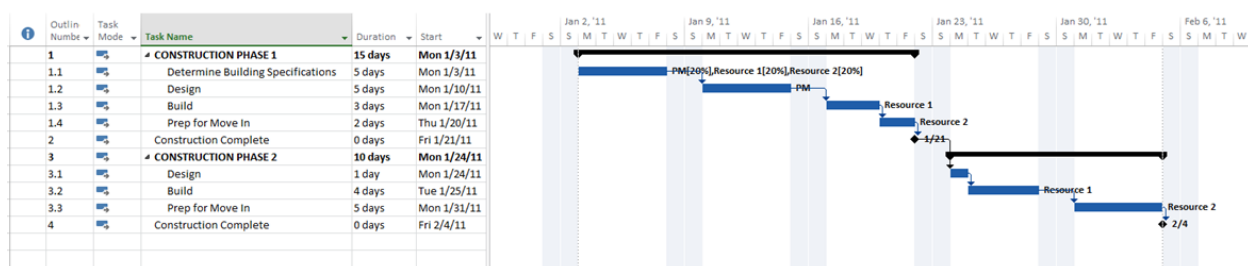 Outlin Task Jan 2, '11 Jan 9, '11 Jan 16, '11 Jan 23, '11 Jan 30, '11 Feb 6, '11
Numbe Mode Task Name Duration Start W T F S S M T W T F S S M T W T F S S M T W T F S S M T W T F S S M T W T F S S M T W
1 CONSTRUCTION PHASE 1 15 days Mon 1/3/11
1.1 Determine Building Specifications 5 days Mon 1/3/11 PM[20%],Resource 1[20%],Resource 2[20%]
1.2 Design 5 days Mon 1/10/11 PM
1.3 Build 3 days Mon 1/17/11 Resource 1
1.4 Prep for Move In 2 days Thu 1/20/11 Resource 2
2 Construction Complete 0 days Fri 1/21/11 1/21
3 CONSTRUCTION PHASE 2 10 days Mon 1/24/11
3.1 Design 1 day Mon 1/24/11
3.2 Build 4 days Tue 1/25/11 Resource 1
3.3 Prep for Move In 5 days Mon 1/31/11 Resource 2
4 Construction Complete 0 days Fri 2/4/11 2/4